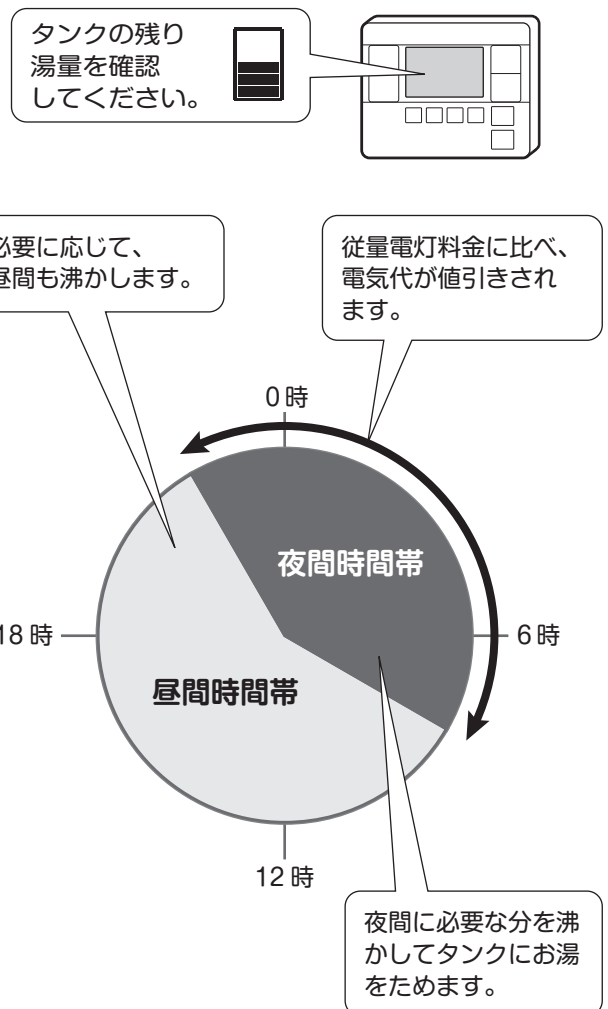 タンクの残り
湯量を確認
してください。
必要に応じて、
昼間も沸かします。
従量電灯料金に比べ、
電気代が値引きされ
ます。
0時
夜間時間帯
18時
6時
昼間時間帯
12時
夜間に必要な分を沸
かしてタンクにお湯
をためます。